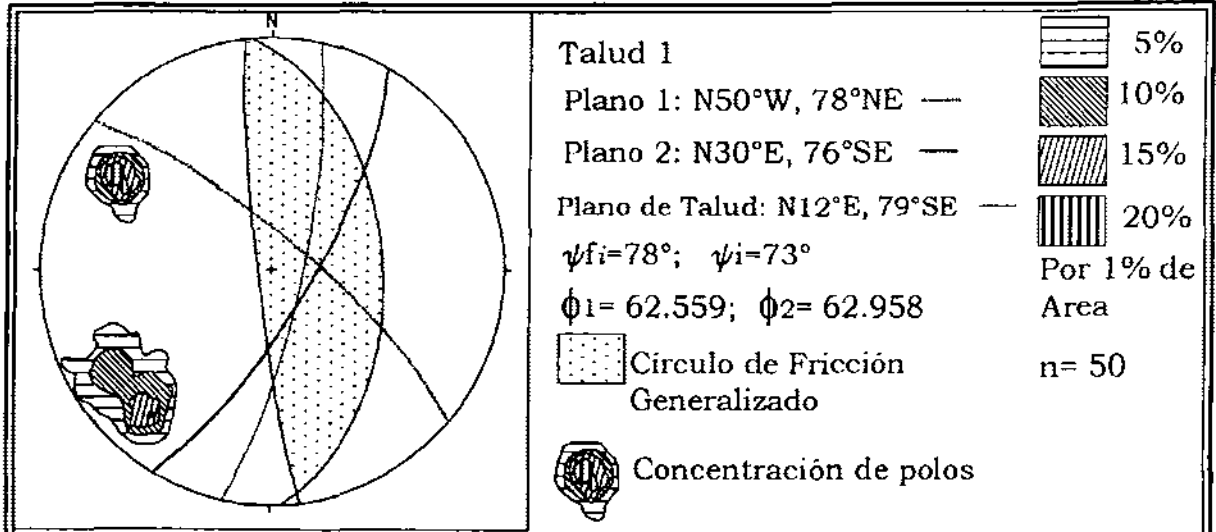 N
Talud 1
Plano 1: N50°W, 78°NE —
Plano 2: N30°E, 76°SE —
Plano de Talud: N12°E, 79°SE —
ψfi=78°; ψi=73°
ϕ1= 62.559; ϕ2= 62.958
Círculo de Fricción
Generalizado
Concentración de polos
5%
10%
15%
20%
Por 1% de
Area
n= 50